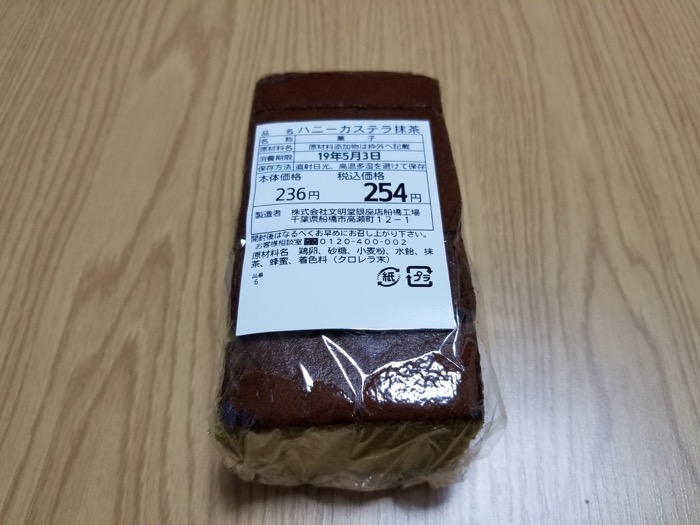 品名 ハニーカステラ抹茶
名称 菓子
原材料名 原材料添加物は枠外へ記載
消費期限 19年5月3日
保存方法 直射日光、高温多湿を避けて保存
本体価格 税込価格
236円 254円
製造者 株式会社文明堂銀座店船橋工場
千葉県船橋市高瀬町12-1
開封後はなるべくお早めにお召し上がり下さい。
お客様相談室 0120-400-002
原材料名 鶏卵、砂糖、小麦粉、水飴、抹
茶、蜂蜜、着色料(クロレラ末)
品番
6
紙 プラ